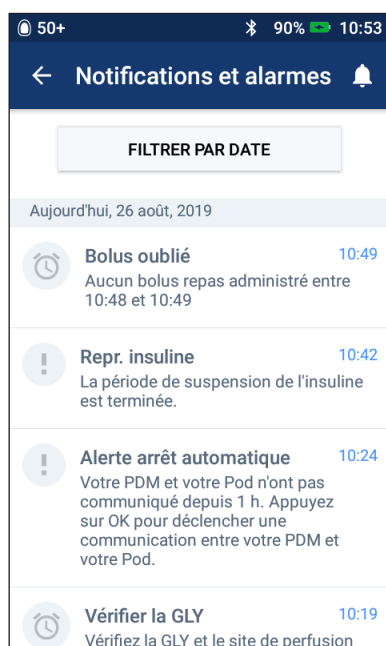 50+ 90% 10:53
Notifications et alarmes
FILTRER PAR DATE
Aujourd'hui, 26 août, 2019
Bolus oublié 10:49
Aucun bolus repas administré entre
10:48 et 10:49
Repr. insuline 10:42
La période de suspension de l'insuline
est terminée.
Alerte arrêt automatique 10:24
Votre PDM et votre Pod n'ont pas
communiqué depuis 1 h. Appuyez
sur OK pour déclencher une
communication entre votre PDM et
votre Pod.
Vérifier la GLY 10:19
Vérifiez la GLY et le site de perfusion